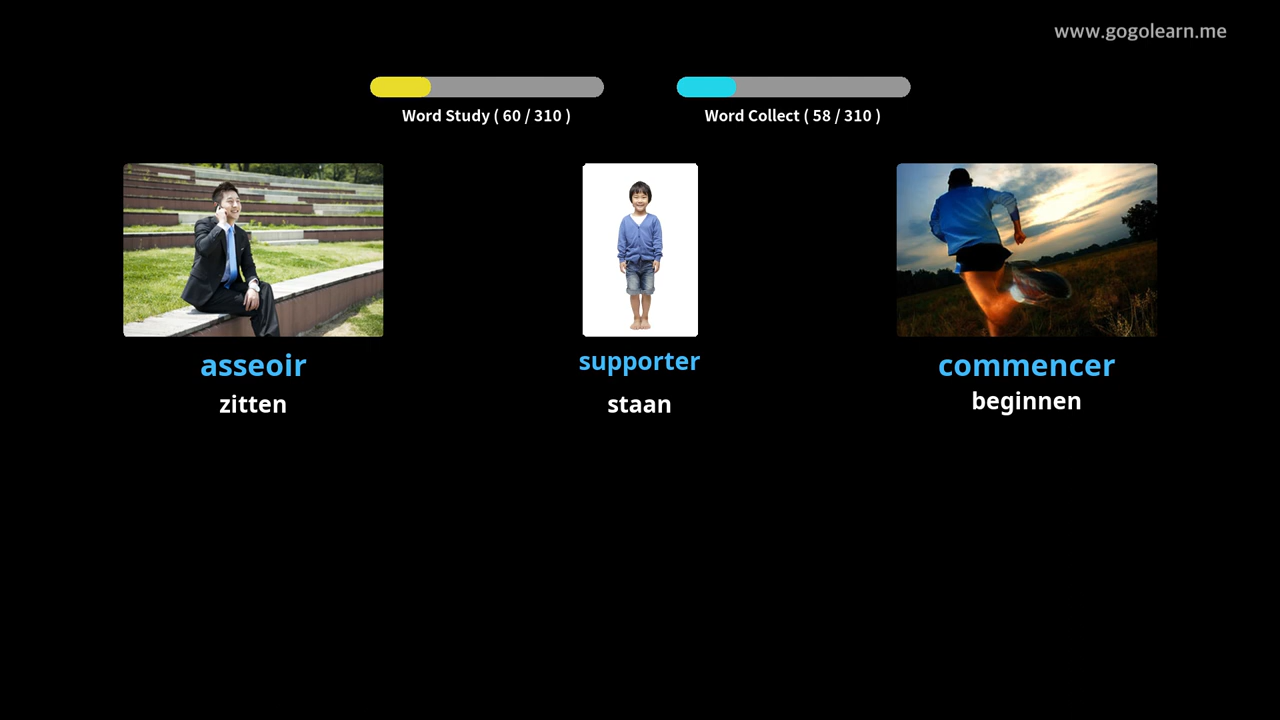 www.gogolearn.me
Word Study ( 60 / 310 )
Word Collect ( 58 / 310 )
asseoir
zitten
supporter
staan
commencer
beginnen